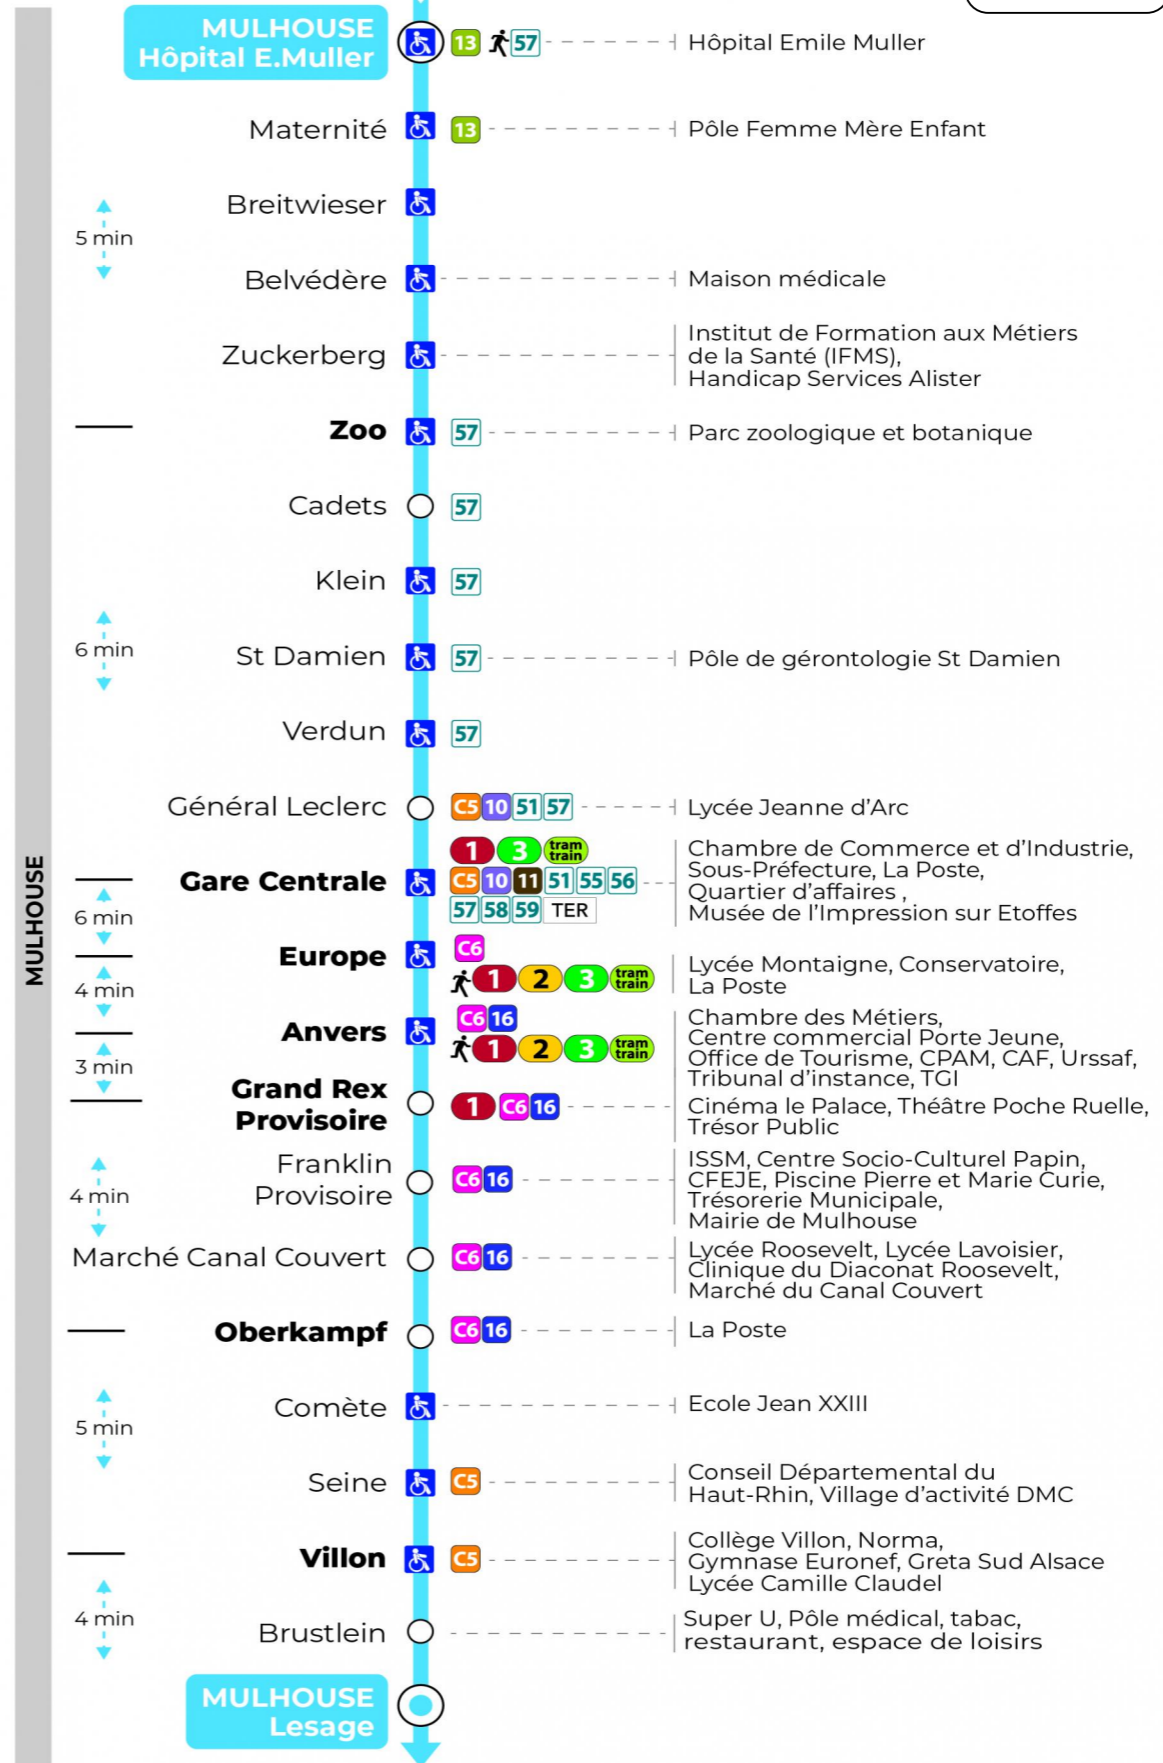 MULHOUSE
Hôpital E.Muller
13 57 Hôpital Emile Muller
Maternité 13 Pôle Femme Mère Enfant
Breitwieser
5 min
Belvédère Maison médicale
Zuckerberg
Institut de Formation aux Métiers
de la Santé (IFMS),
Handicap Services Alister
Zoo 57 Parc zoologique et botanique
Cadets 57
Klein 57
6 min
St Damien 57 Pôle de gérontologie St Damien
Verdun 57
Général Leclerc C5 10 51 57 Lycée Jeanne d’Arc
MULHOUSE
Gare Centrale
1 3 tram train
C5 10 11 51 55 56
57 58 59 TER
Chambre de Commerce et d’Industrie,
Sous-Préfecture, La Poste,
Quartier d’affaires ,
Musée de l’Impression sur Etoffes
6 min
Europe
C6
1 2 3 tram train
Lycée Montaigne, Conservatoire,
La Poste
4 min
Anvers
C6 16
1 2 3 tram train
Chambre des Métiers,
Centre commercial Porte Jeune,
Office de Tourisme, CPAM, CAF, Urssaf,
Tribunal d’instance, TGI
3 min
Grand Rex
Provisoire
1 C6 16
Cinéma le Palace, Théâtre Poche Ruelle,
Trésor Public
Franklin
Provisoire
C6 16
ISSM, Centre Socio-Culturel Papin,
CFEJE, Piscine Pierre et Marie Curie,
Trésorerie Municipale,
Mairie de Mulhouse
4 min
Marché Canal Couvert C6 16
Lycée Roosevelt, Lycée Lavoisier,
Clinique du Diaconat Roosevelt,
Marché du Canal Couvert
Oberkampf C6 16 La Poste
Comète Ecole Jean XXIII
5 min
Seine C5
Conseil Départemental du
Haut-Rhin, Village d’activité DMC
Villon C5
Collège Villon, Norma,
Gymnase Euronef, Greta Sud Alsace
Lycée Camille Claudel
4 min
Brustlein
Super U, Pôle médical, tabac,
restaurant, espace de loisirs
MULHOUSE
Lesage